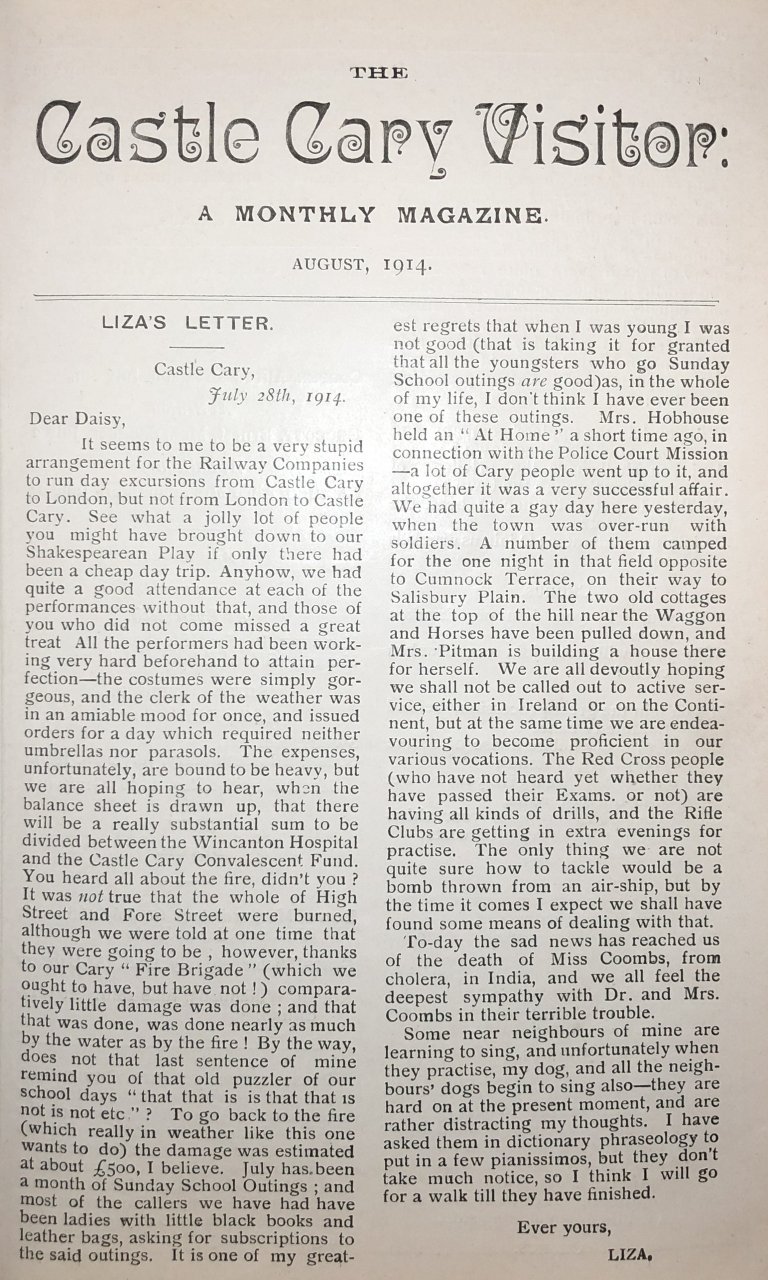 THE
Castle Cary Visitor:
A MONTHLY MAGAZINE.
AUGUST, 1914.
LIZA'S LETTER.
Castle Cary,
July 28th, 1914.
Dear Daisy,
It seems to me to be a very stupid
arrangement for the Railway Companies
to run day excursions from Castle Cary
to London, but not from London to Castle
Cary. See what a jolly lot of people
you might have brought down to our
Shakespearean Play if only there had
been a cheap day trip. Anyhow, we had
quite a good attendance at each of the
performances without that, and those of
you who did not come missed a great
treat All the performers had been work-
ing very hard beforehand to attain per-
fection—the costumes were simply gor-
geous, and the clerk of the weather was
in an amiable mood for once, and issued
orders for a day which required neither
umbrellas nor parasols. The expenses,
unfortunately, are bound to be heavy, but
we are all hoping to hear, when the
balance sheet is drawn up, that there
will be a really substantial sum to be
divided between the Wincanton Hospital
and the Castle Cary Convalescent Fund.
You heard all about the fire, didn't you ?
It was not true that the whole of High
Street and Fore Street were burned,
although we were told at one time that
they were going to be , however, thanks
to our Cary " Fire Brigade " (which we
ought to have, but have not ! ) compara-
tively little damage was done ; and that
that was done, was done nearly as much
by the water as by the fire ! By the way,
does not that last sentence of mine
remind you of that old puzzler of our
school days " that that is is that that is
not is not etc " ? To go back to the fire
(which really in weather like this one
wants to do) the damage was estimated
at about £500, I believe. July has been
a month of Sunday School Outings ; and
most of the callers we have had have
been ladies with little black books and
leather bags, asking for subscriptions to
the said outings. It is one of my great-
est regrets that when I was young I was
not good (that is taking it for granted
that all the youngsters who go Sunday
School outings are good)as, in the whole
of my life, I don't think I have ever been
one of these outings. Mrs. Hobhouse
held an " At Home " a short time ago, in
connection with the Police Court Mission
—a lot of Cary people went up to it, and
altogether it was a very successful affair.
We had quite a gay day here yesterday,
when the town was over-run with
soldiers. A number of them camped
for the one night in that field opposite
to Cumnock Terrace, on their way to
Salisbury Plain. The two old cottages
at the top of the hill near the Waggon
and Horses have been pulled down, and
Mrs. Pitman is building a house there
for herself. We are all devoutly hoping
we shall not be called out to active ser-
vice, either in Ireland or on the Conti-
nent, but at the same time we are endea-
vouring to become proficient in our
various vocations. The Red Cross people
(who have not heard yet whether they
have passed their Exams. or not) are
having all kinds of drills, and the Rifle
Clubs are getting in extra evenings for
practise. The only thing we are not
quite sure how to tackle would be a
bomb thrown from an air-ship, but by
the time it comes I expect we shall have
found some means of dealing with that.
To-day the sad news has reached us
of the death of Miss Coombs, from
cholera, in India, and we all feel the
deepest sympathy with Dr. and Mrs.
Coombs in their terrible trouble.
Some near neighbours of mine are
learning to sing, and unfortunately when
they practise, my dog, and all the neigh-
bours' dogs begin to sing also—they are
hard on at the present moment, and are
rather distracting my thoughts. I have
asked them in dictionary phraseology to
put in a few pianissimos, but they don't
take much notice, so I think I will go
for a walk till they have finished.
Ever yours,
LIZA.